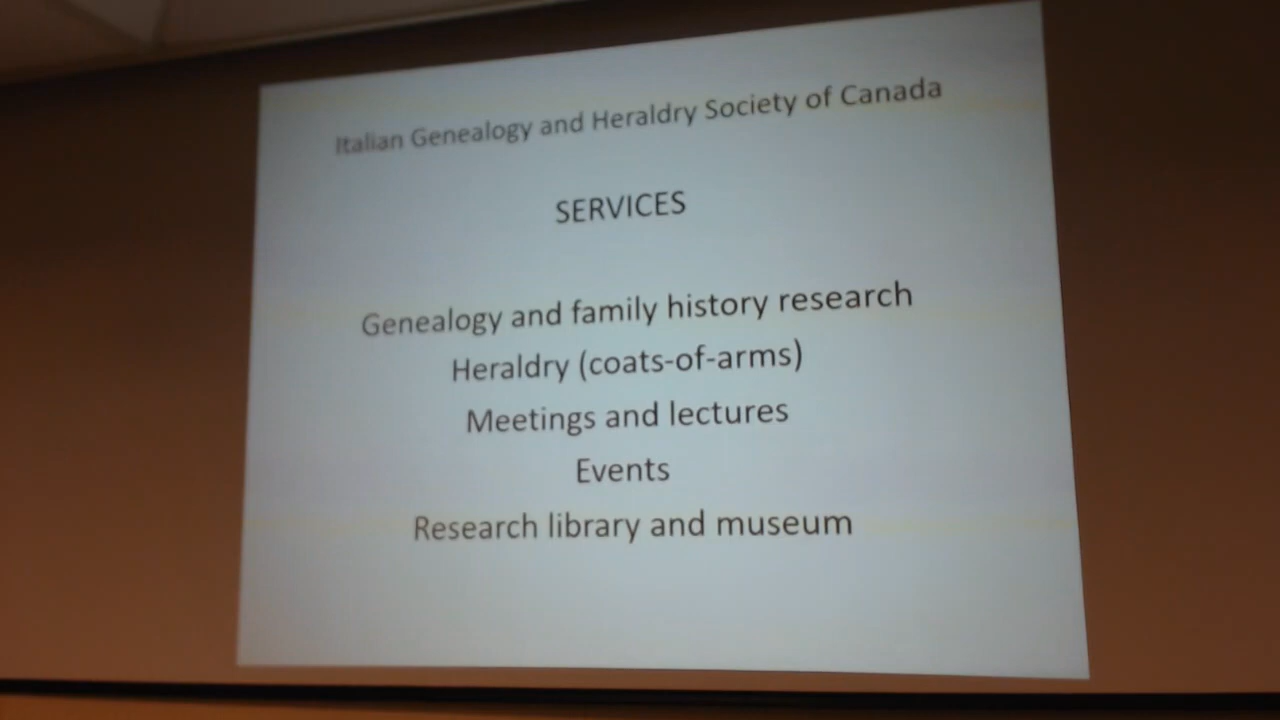 Italian Genealogy and Heraldry Society of Canada
SERVICES
Genealogy and family history research
Heraldry (coats-of-arms)
Meetings and lectures
Events
Research library and museum